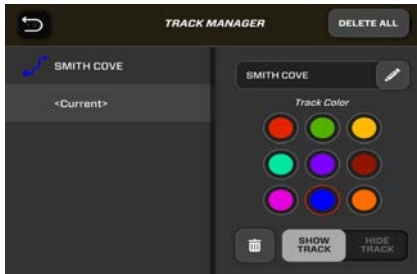 TRACK MANAGER
DELETE ALL
SMITH COVE
<Current>
SMITH COVE
Track Color
SHOW TRACK
HIDE TRACK